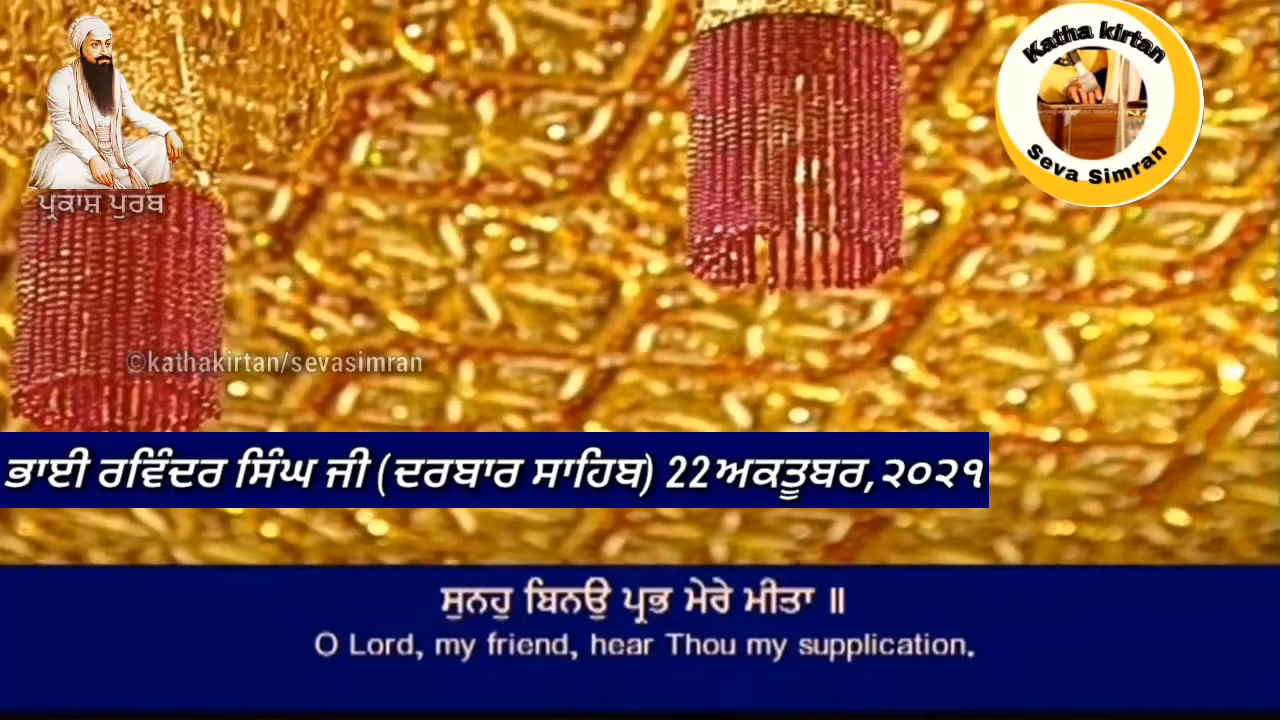 Katha kirtan
Seva Simran
ਪ੍ਰਕਾਸ਼ ਪੁਰਬ
©kathakirtan/sevasimran
ਭਾਈ ਰਵਿੰਦਰ ਸਿੰਘ ਜੀ (ਦਰਬਾਰ ਸਾਹਿਬ) 22ਅਕਤੂਬਰ,੨੦੨੧
ਸੁਨਹੁ ਬਿਨਉ ਪ੍ਰਭ ਮੇਰੇ ਮੀਤਾ ॥
O Lord, my friend, hear Thou my supplication.